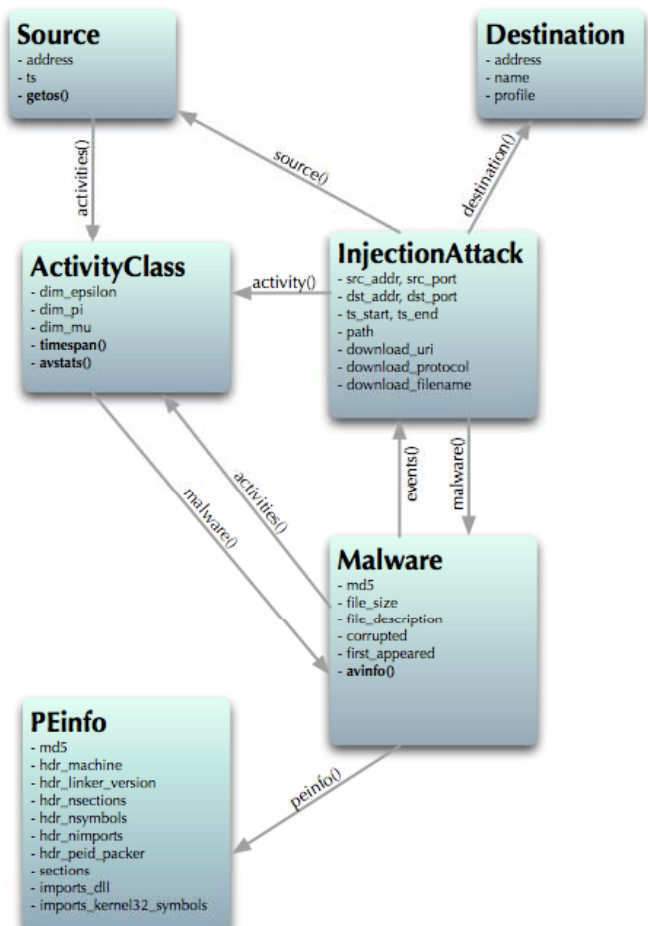 Source
- address
- ts
- getos()
Destination
- address
- name
- profile
activities()
source()
destination()
ActivityClass
- dim_epsilon
- dim_pi
- dim_mu
- timespan()
- avstats()
activity()
InjectionAttack
- src_addr, src_port
- dst_addr, dst_port
- ts_start, ts_end
- path
- download_uri
- download_protocol
- download_filename
malware()
activities()
events()
malware()
Malware
- md5
- file_size
- file_description
- corrupted
- first_appeared
- avinfo()
PEinfo
- md5
- hdr_machine
- hdr_linker_version
- hdr_nsections
- hdr_nsymbols
- hdr_nimports
- hdr_peid_packer
- sections
- imports_dll
- imports_kernel32_symbols
peinfo()